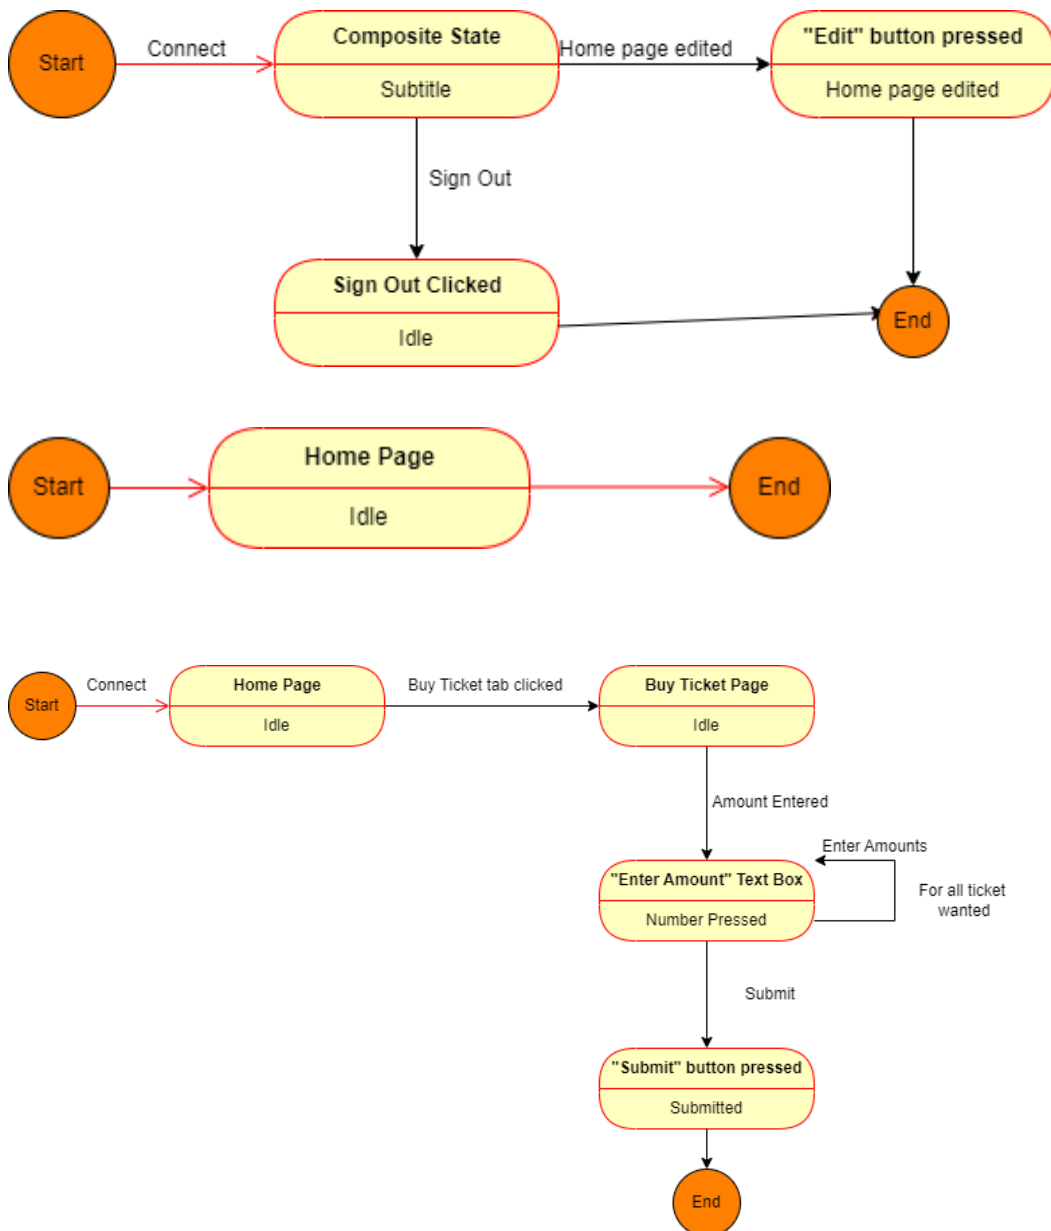 Start
Connect
Composite State
Subtitle
Home page edited
"Edit" button pressed
Home page edited
Sign Out
Sign Out Clicked
Idle
End
Start
Home Page
Idle
End
Start
Connect
Home Page
Idle
Buy Ticket tab clicked
Buy Ticket Page
Idle
Amount Entered
"Enter Amount" Text Box
Number Pressed
Enter Amounts
For all ticket
wanted
Submit
"Submit" button pressed
Submitted
End